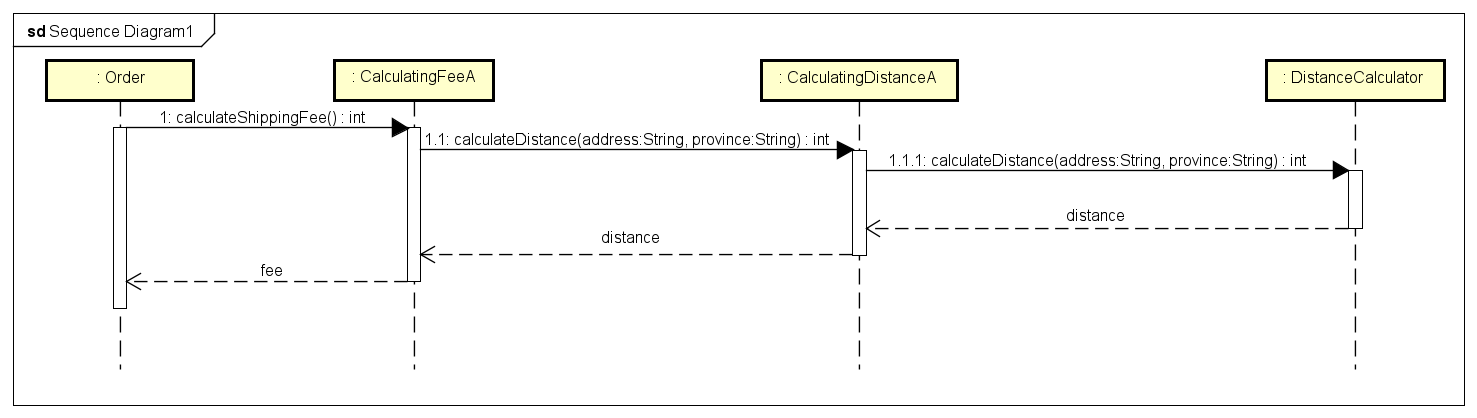 sd Sequence Diagram1
: Order
: CalculatingFeeA
: CalculatingDistanceA
: DistanceCalculator
1: calculateShippingFee() : int
1.1: calculateDistance(address:String, province:String) : int
1.1.1: calculateDistance(address:String, province:String) : int
distance
distance
fee